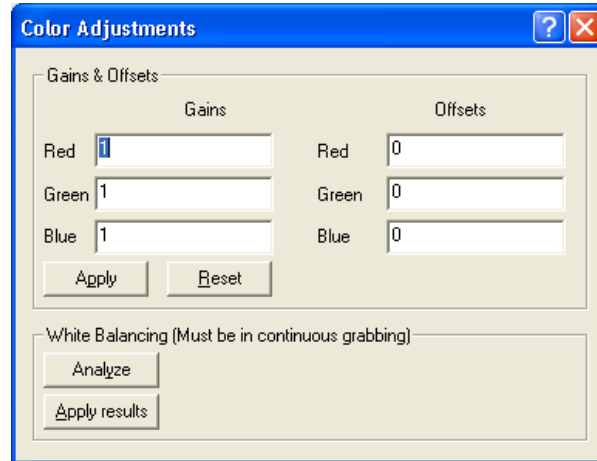 Color Adjustments
Gains & Offsets
Gains Offsets
Red 1 Red 0
Green 1 Green 0
Blue 1 Blue 0
Apply Reset
White Balancing (Must be in continuous grabbing)
Analyze
Apply results